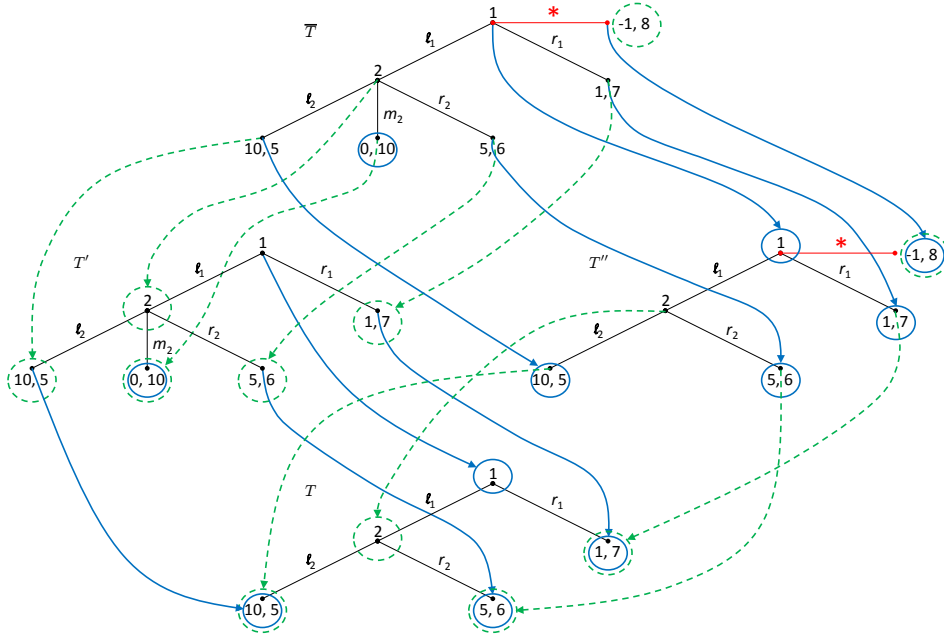 1 * -1, 8
T̅
ℓ₁ r₁
2 1, 7
ℓ₂ m₂ r₂
10, 5 0, 10 5, 6
T′ 1 T″ 1 * -1, 8
ℓ₁ r₁ ℓ₁ r₁
2 1, 7 2 1, 7
ℓ₂ m₂ r₂ ℓ₂ r₂
10, 5 0, 10 5, 6 10, 5 5, 6
T 1
ℓ₁ r₁
2 1, 7
ℓ₂ r₂
10, 5 5, 6